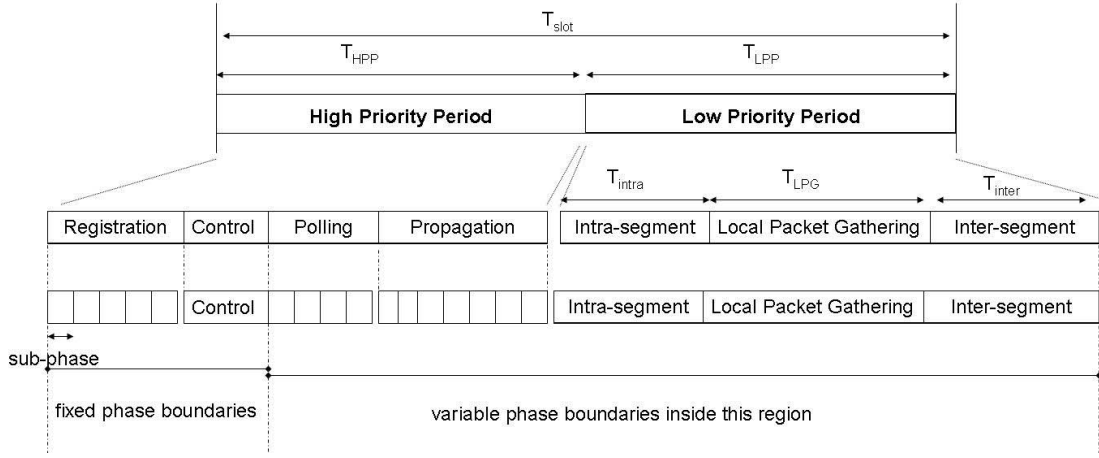 T_slot
T_HPP T_LPP
High Priority Period Low Priority Period
T_intra T_LPG T_inter
Registration Control Polling Propagation Intra-segment Local Packet Gathering Inter-segment
Control Intra-segment Local Packet Gathering Inter-segment
sub-phase
fixed phase boundaries variable phase boundaries inside this region